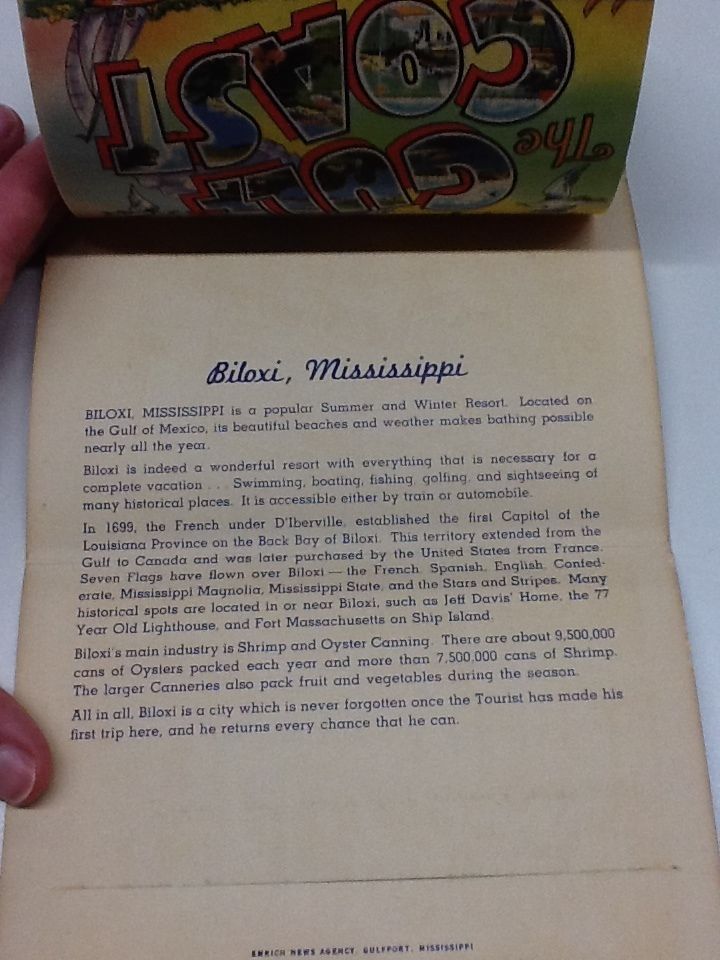 The
GULF
COAST
Biloxi, Mississippi
BILOXI, MISSISSIPPI is a popular Summer and Winter Resort. Located on
the Gulf of Mexico, its beautiful beaches and weather makes bathing possible
nearly all the year.
Biloxi is indeed a wonderful resort with everything that is necessary for a
complete vacation . . . Swimming, boating, fishing, golfing, and sightseeing of
many historical places. It is accessible either by train or automobile.
In 1699, the French under D'Iberville, established the first Capitol of the
Louisiana Province on the Back Bay of Biloxi. This territory extended from the
Gulf to Canada and was later purchased by the United States from France.
Seven Flags have flown over Biloxi — the French, Spanish, English, Confed-
erate, Mississippi Magnolia, Mississippi State, and the Stars and Stripes. Many
historical spots are located in or near Biloxi, such as Jeff Davis' Home, the 77
Year Old Lighthouse, and Fort Massachusetts on Ship Island.
Biloxi's main industry is Shrimp and Oyster Canning. There are about 9,500,000
cans of Oysters packed each year and more than 7,500,000 cans of Shrimp.
The larger Canneries also pack fruit and vegetables during the season.
All in all, Biloxi is a city which is never forgotten once the Tourist has made his
first trip here, and he returns every chance that he can.
EMRICH NEWS AGENCY, GULFPORT, MISSISSIPPI